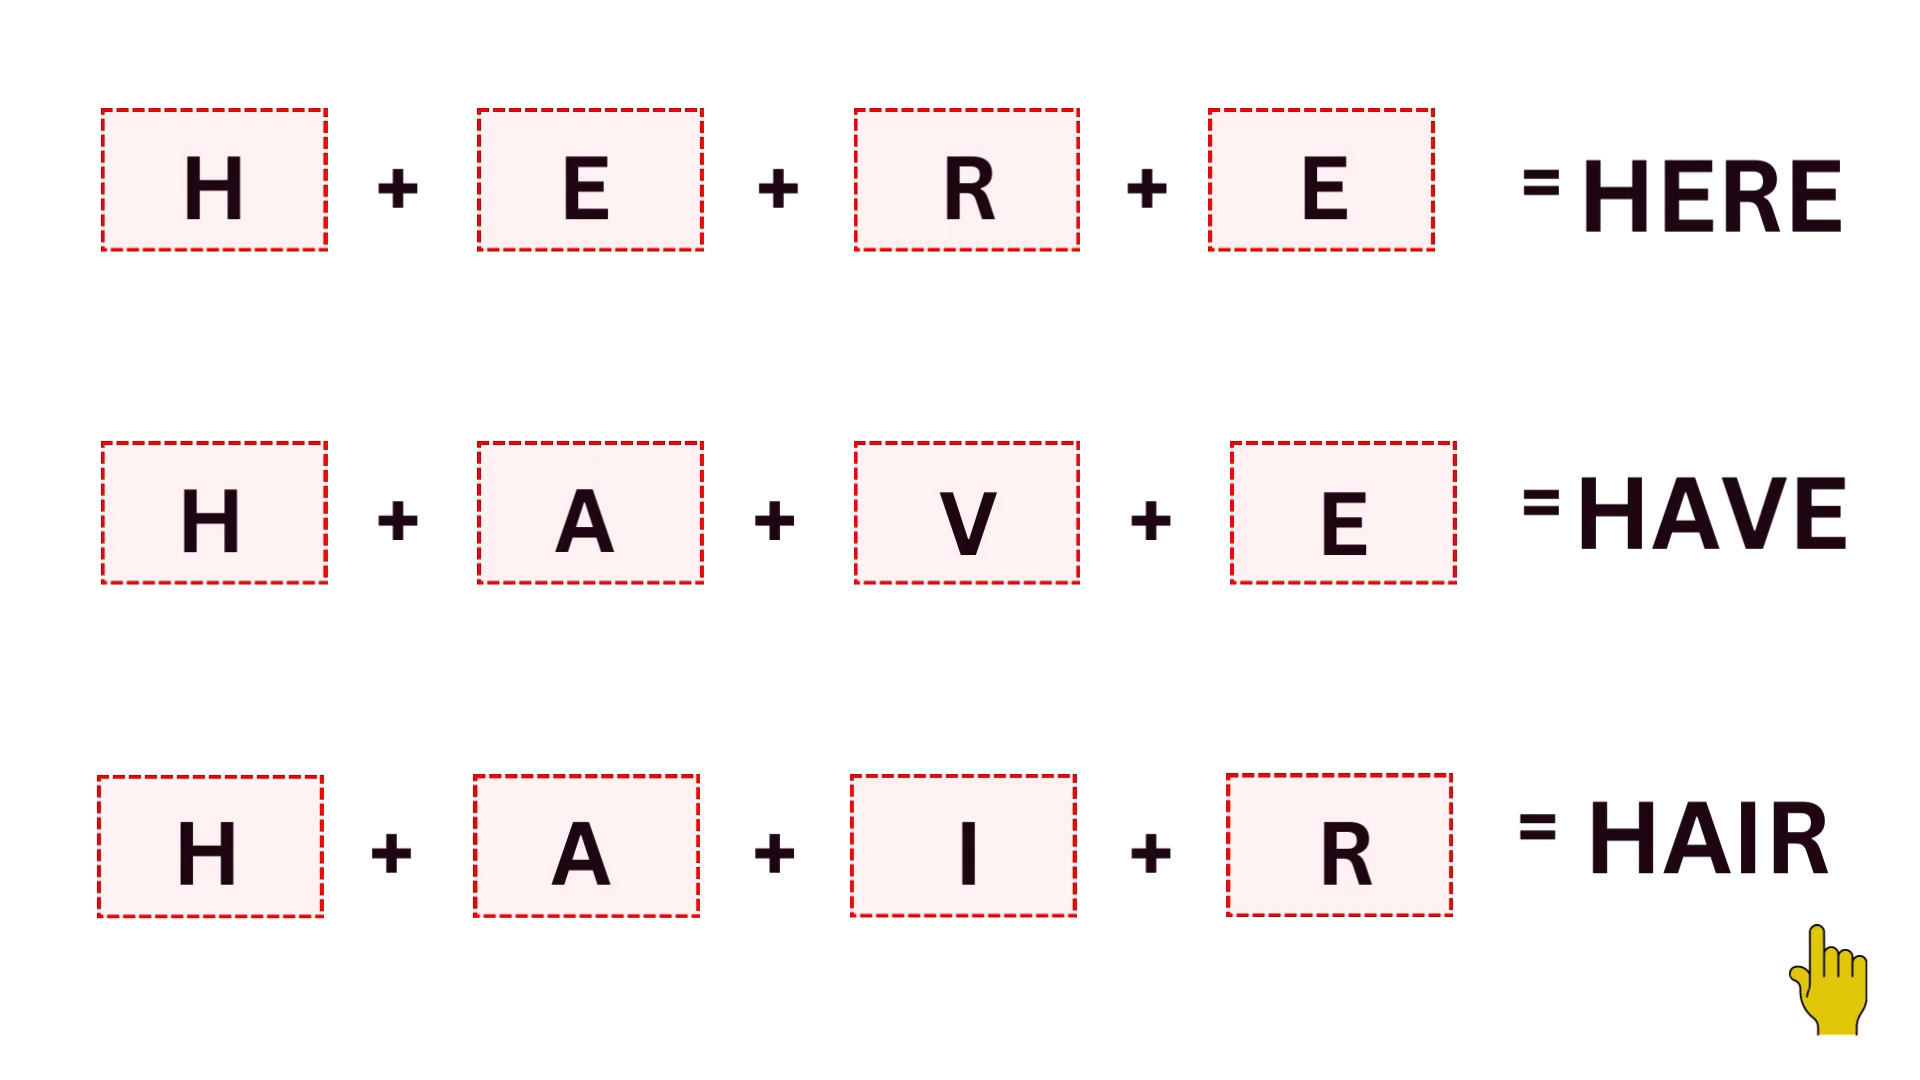 H + E + R + E = HERE
H + A + V + E = HAVE
H + A + I + R = HAIR